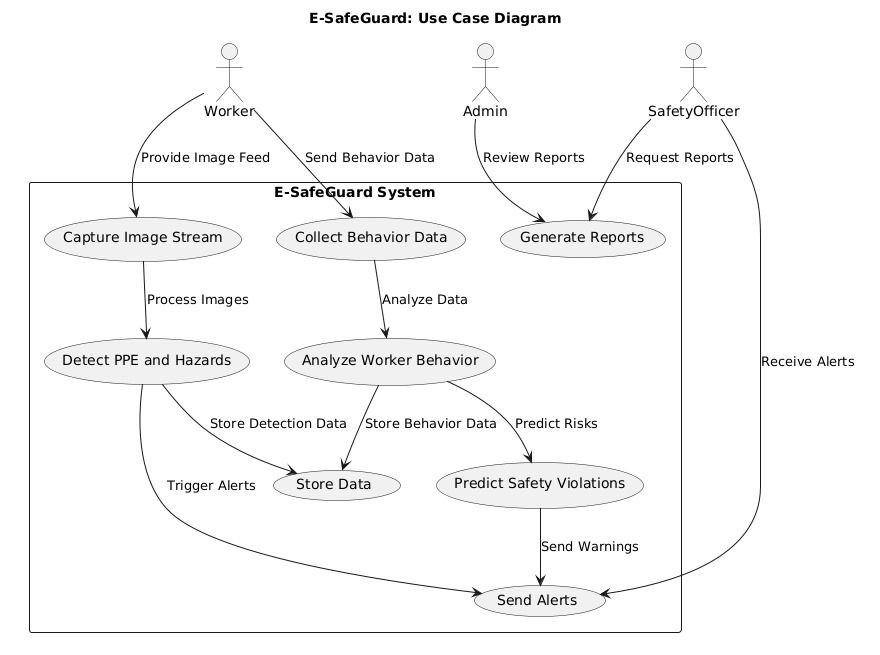 E-SafeGuard: Use Case Diagram
Worker
Admin
SafetyOfficer
Provide Image Feed
Send Behavior Data
Review Reports
Request Reports
E-SafeGuard System
Capture Image Stream
Collect Behavior Data
Generate Reports
Process Images
Analyze Data
Detect PPE and Hazards
Analyze Worker Behavior
Receive Alerts
Store Detection Data
Store Behavior Data
Predict Risks
Trigger Alerts
Store Data
Predict Safety Violations
Send Warnings
Send Alerts